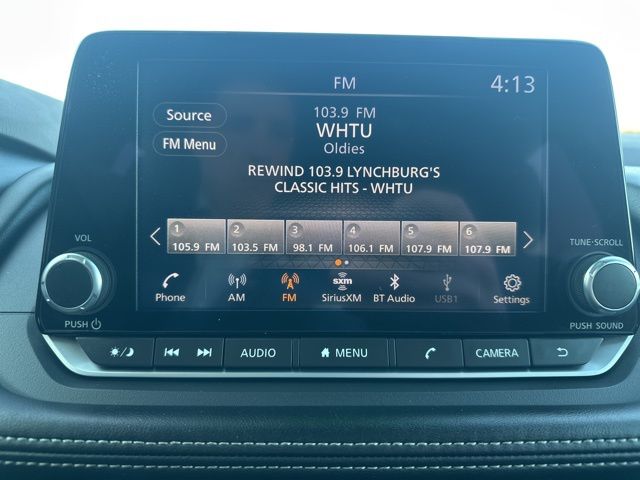 FM
4:13
Source
103.9 FM
WHTU
FM Menu
Oldies
REWIND 103.9 LYNCHBURG'S
CLASSIC HITS - WHTU
1 2 3 4 5 6
105.9 FM 103.5 FM 98.1 FM 106.1 FM 107.9 FM 107.9 FM
VOL
TUNE·SCROLL
sxm
Phone AM FM SiriusXM BT Audio USB1 Settings
PUSH
PUSH SOUND
AUDIO MENU CAMERA